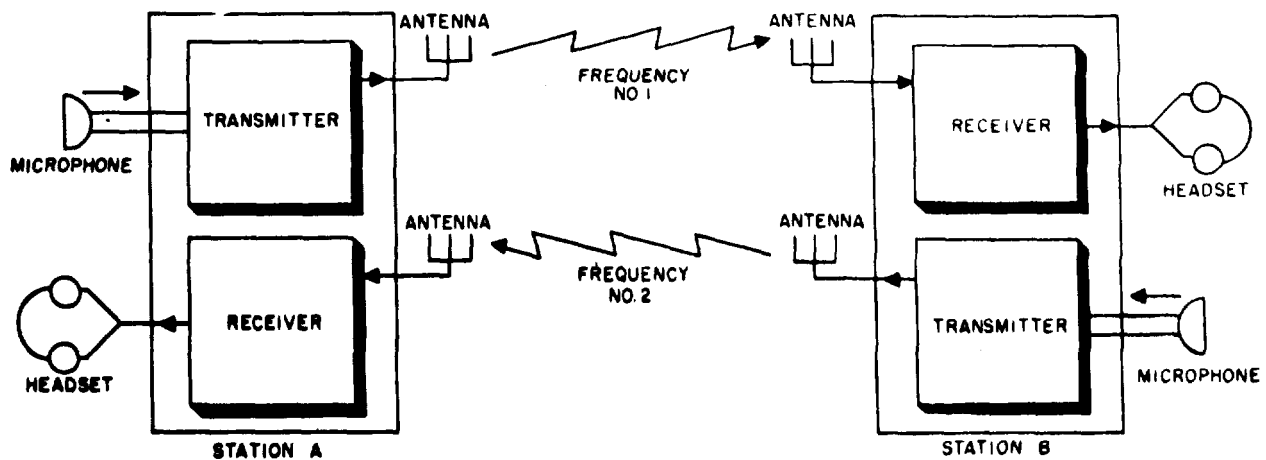 ANTENNA
TRANSMITTER
MICROPHONE
FREQUENCY
NO 1
ANTENNA
RECEIVER
HEADSET
ANTENNA
RECEIVER
HEADSET
FREQUENCY
NO. 2
ANTENNA
TRANSMITTER
MICROPHONE
STATION A
STATION B